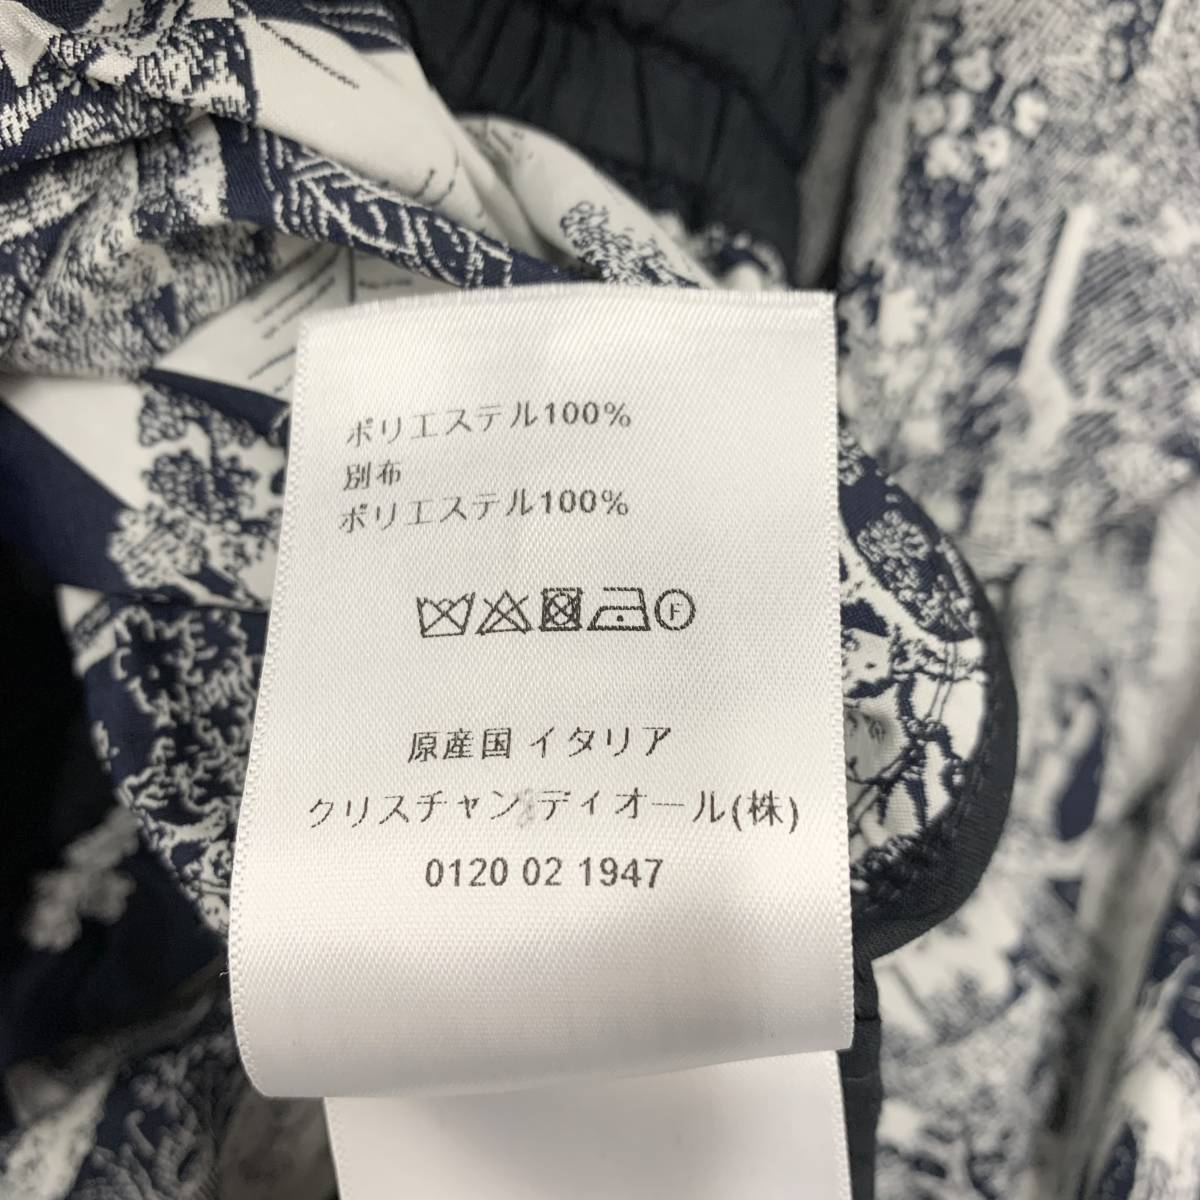 ポリエステル100%
別布
ポリエステル100%
F
原産国 イタリア
クリスチャン ディオール(株)
0120 02 1947